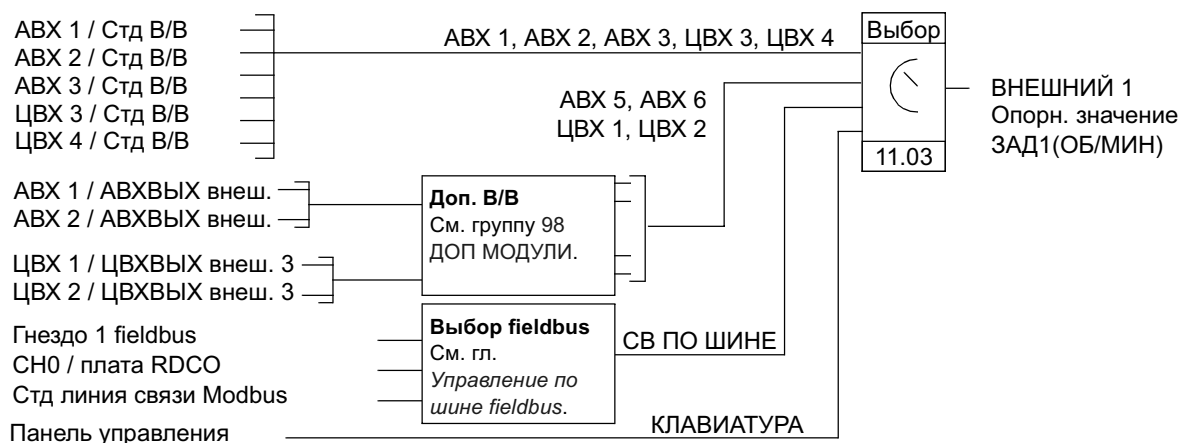 АВХ 1 / Стд В/В
АВХ 2 / Стд В/В
АВХ 3 / Стд В/В
ЦВХ 3 / Стд В/В
ЦВХ 4 / Стд В/В
АВХ 1, АВХ 2, АВХ 3, ЦВХ 3, ЦВХ 4
АВХ 5, АВХ 6
ЦВХ 1, ЦВХ 2
Выбор
11.03
ВНЕШНИЙ 1
Опорн. значение
ЗАД1(ОБ/МИН)
АВХ 1 / АВХВЫХ внеш.
АВХ 2 / АВХВЫХ внеш.
ЦВХ 1 / ЦВХВЫХ внеш. 3
ЦВХ 2 / ЦВХВЫХ внеш. 3
Доп. В/В
См. группу 98
ДОП МОДУЛИ.
Гнездо 1 fieldbus
CH0 / плата RDCO
Стд линия связи Modbus
Выбор fieldbus
См. гл.
Управление по
шине fieldbus.
СВ ПО ШИНЕ
Панель управления
КЛАВИАТУРА